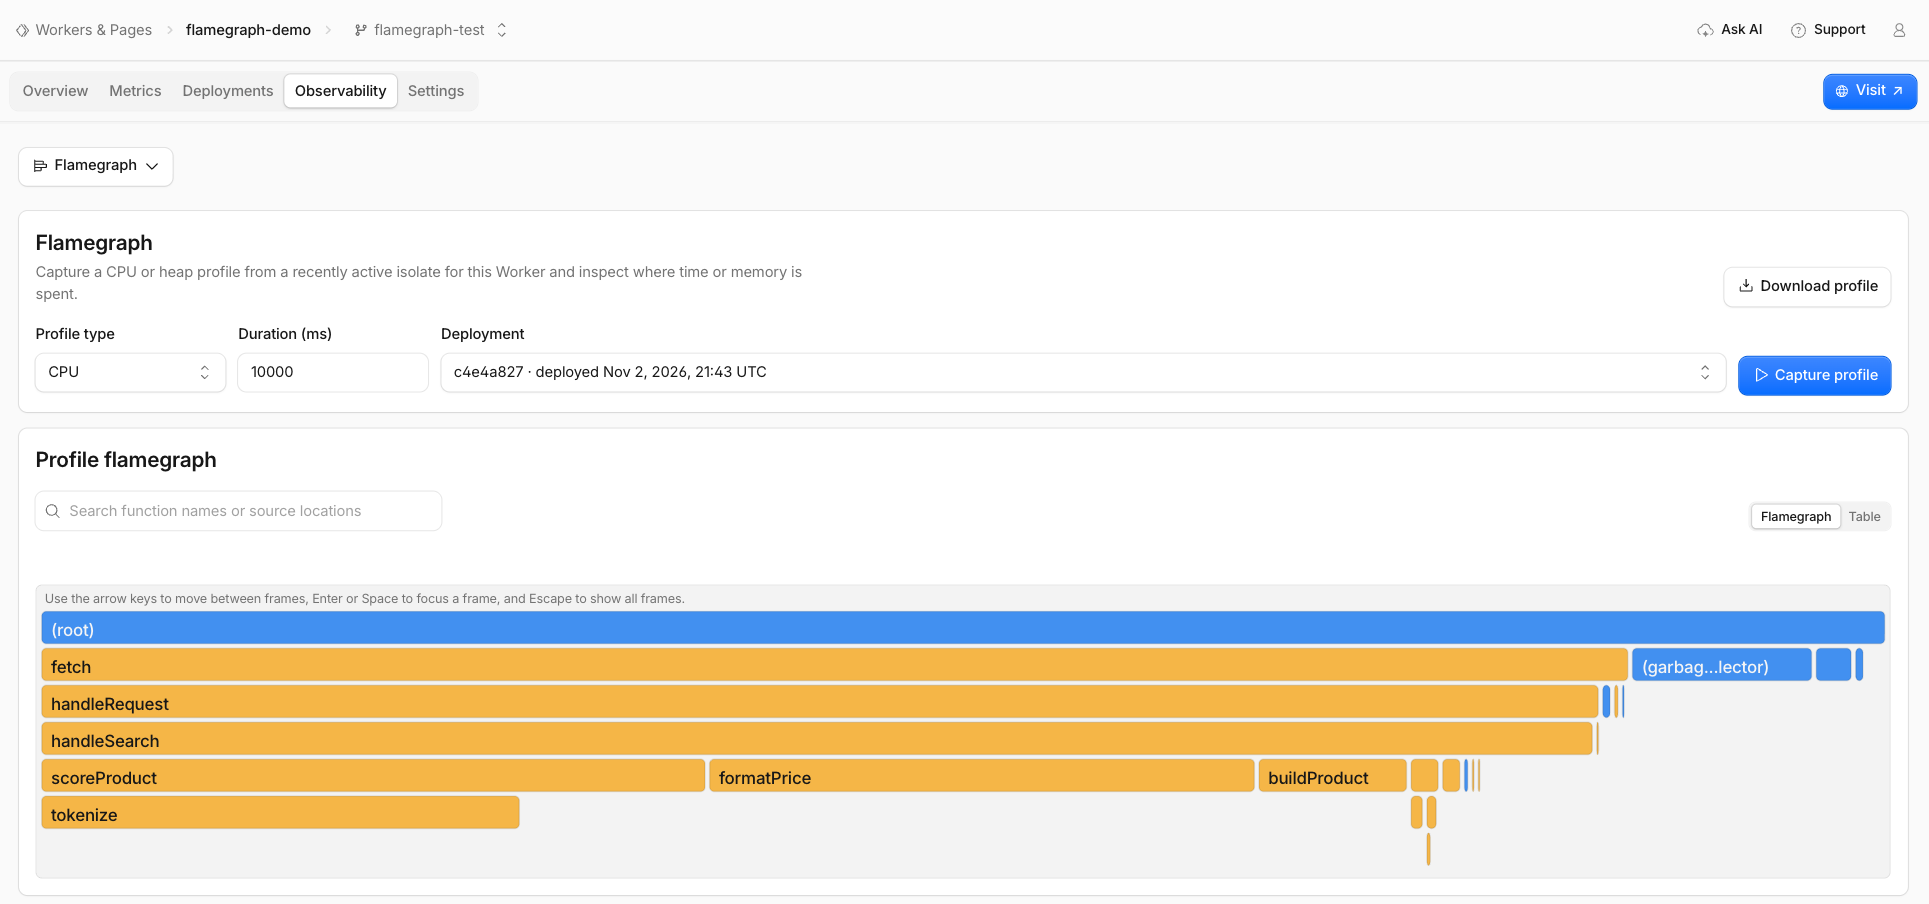 Workers & Pages flamegraph-demo flamegraph-test Ask AI Support
Overview Metrics Deployments Observability Settings Visit
Flamegraph
Flamegraph
Capture a CPU or heap profile from a recently active isolate for this Worker and inspect where time or memory is
spent.
Download profile
Profile type Duration (ms) Deployment
CPU 10000 c4e4a827 · deployed Nov 2, 2026, 21:43 UTC Capture profile
Profile flamegraph
Search function names or source locations
Flamegraph Table
Use the arrow keys to move between frames, Enter or Space to focus a frame, and Escape to show all frames.
(root)
fetch (garbag...lector)
handleRequest
handleSearch
scoreProduct formatPrice buildProduct
tokenize